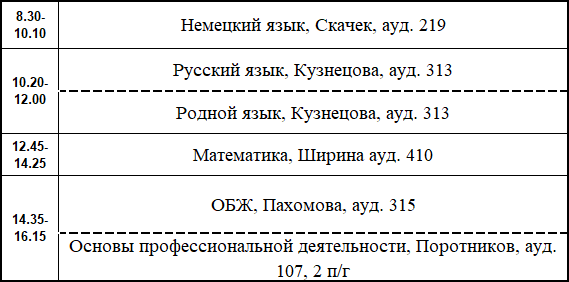 8.30-
10.10
Немецкий язык, Скачек, ауд. 219
10.20-
12.00
Русский язык, Кузнецова, ауд. 313
Родной язык, Кузнецова, ауд. 313
12.45-
14.25
Математика, Ширина ауд. 410
14.35-
16.15
ОБЖ, Пахомова, ауд. 315
Основы профессиональной деятельности, Поротников, ауд.
107, 2 п/г